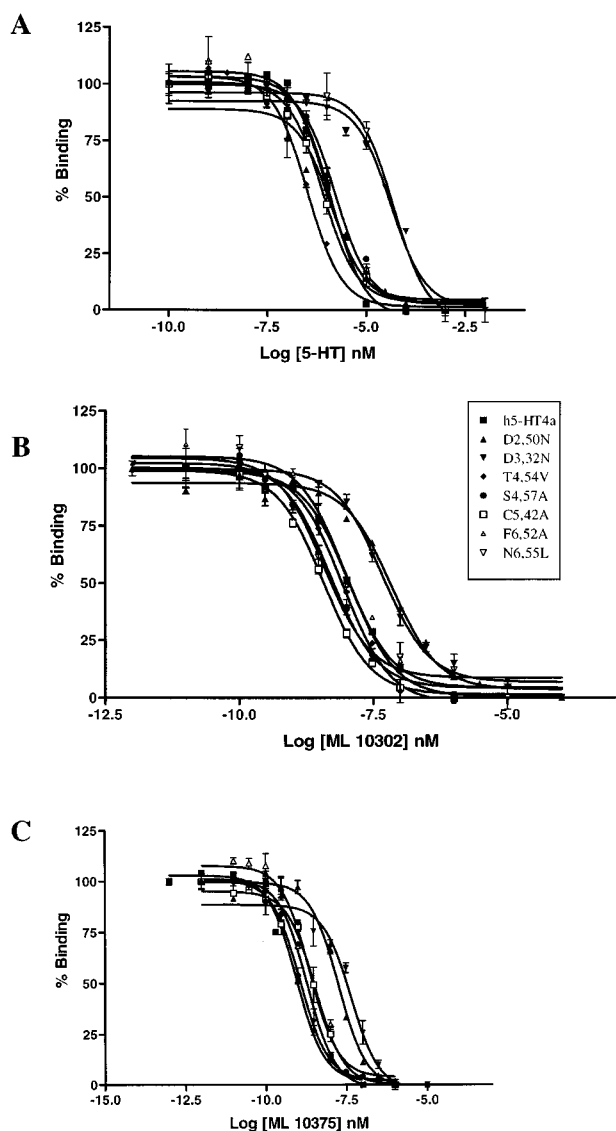 A
% Binding
125
100
75
50
25
0
-10.0 -7.5 -5.0 -2.5
Log [5-HT] nM
B
% Binding
125
100
75
50
25
0
-12.5 -10.0 -7.5 -5.0
Log [ML 10302] nM
h5-HT4a
D2,50N
D3,32N
T4,54V
S4,57A
C5,42A
F6,52A
N6,55L
C
% Binding
125
100
75
50
25
0
-15.0 -12.5 -10.0 -7.5 -5.0
Log [ML 10375] nM